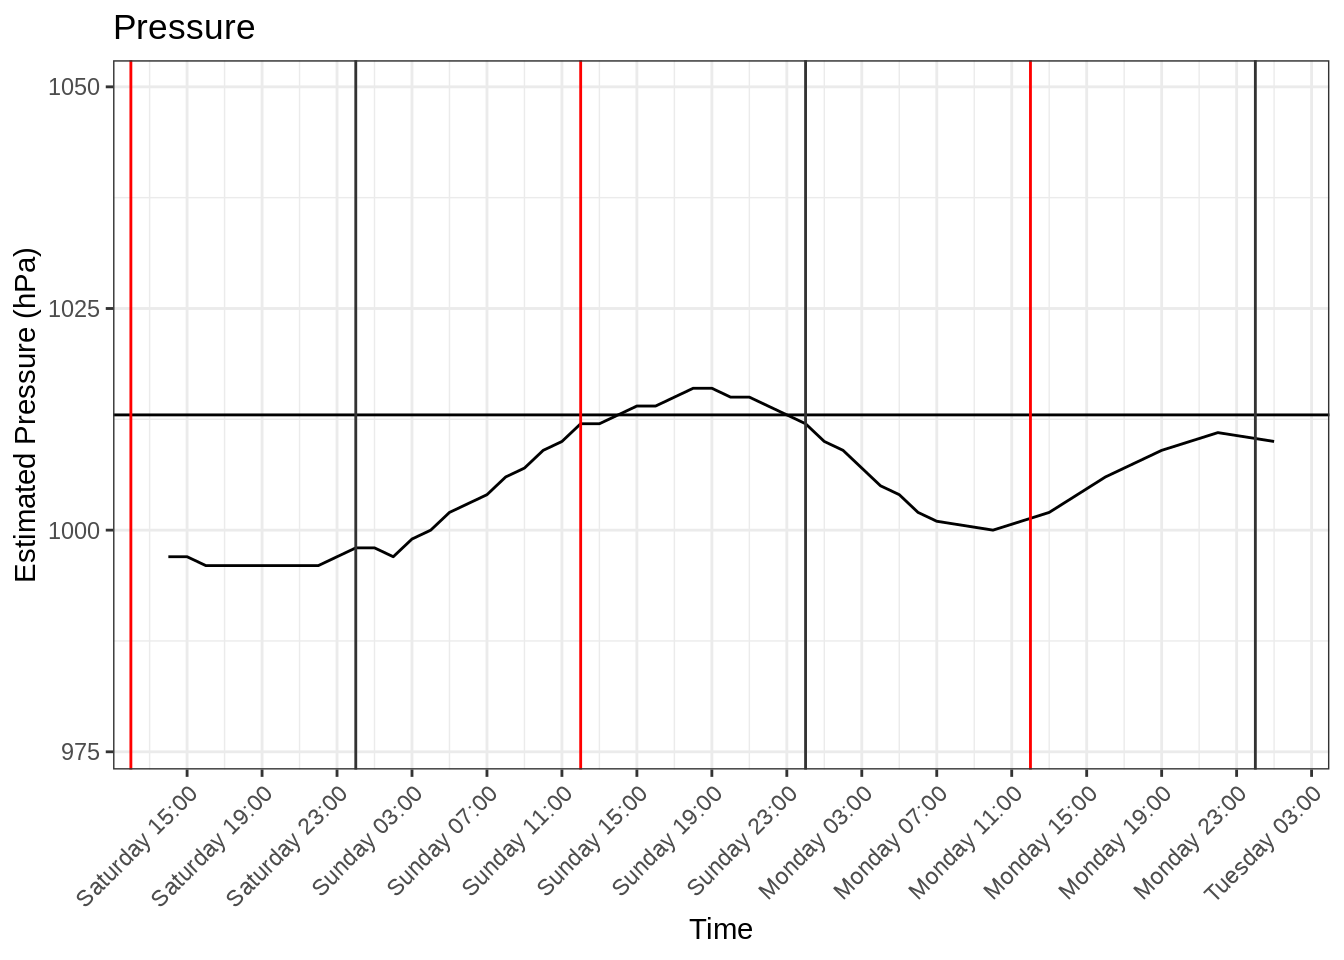 Pressure
Estimated Pressure (hPa)
1050
1025
1000
975
Saturday 15:00
Saturday 19:00
Saturday 23:00
Sunday 03:00
Sunday 07:00
Sunday 11:00
Sunday 15:00
Sunday 19:00
Sunday 23:00
Monday 03:00
Monday 07:00
Monday 11:00
Monday 15:00
Monday 19:00
Monday 23:00
Tuesday 03:00
Time